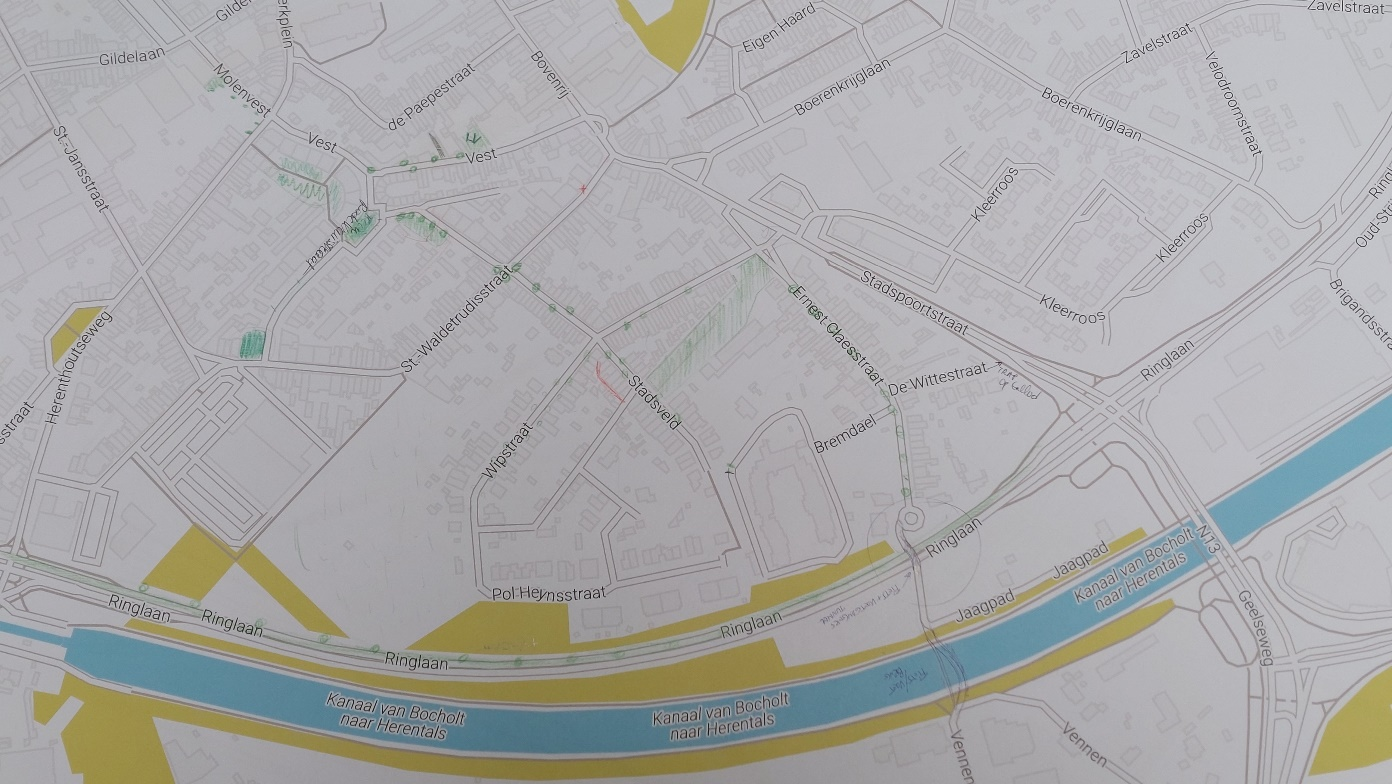 Zavelstraat
Gildelaan
Eigen Haard
Zavelstraat
Bovenrij
Velodroomstraat
Molenvest
de Paepestraat
Boerenkrijglaan
Boerenkrijglaan
Vest
Vest
St.-Jansstraat
Kleerroos
Kleerroos
Kleerroos
Stadspoortstraat
Ernest Claesstraat
St.-Waldetrudisstraat
Herenthoutseweg
Ringlaan
De Wittestraat
Stadsveld
Bremdael
Wipstraat
Ringlaan
N13
Kanaal van Bocholt
naar Herentals
Jaagpad
Jaagpad
Pol Heynsstraat
Ringlaan
Ringlaan
Ringlaan
Ringlaan
Geelseweg
Kanaal van Bocholt
naar Herentals
Kanaal van Bocholt
naar Herentals
Vennen
Vennen